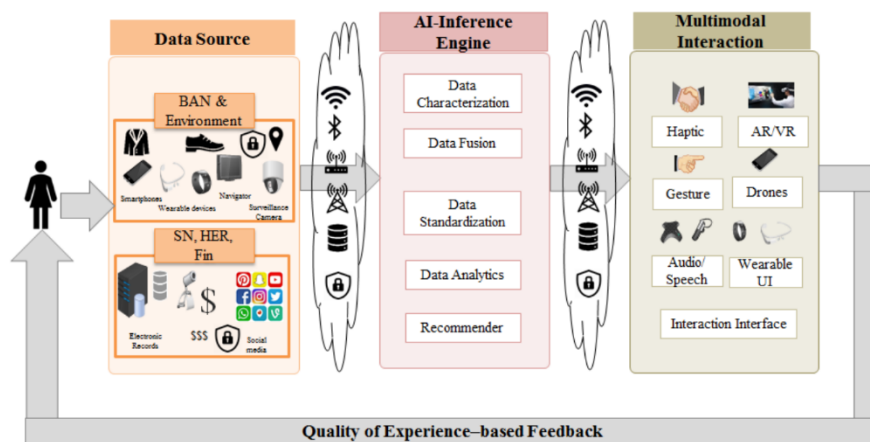 Data Source
BAN &
Environment
Smartphones
Wearable devices
Navigator
Surveillance
Camera
SN, HER,
Fin
$
Electronic
Records
$$$
Social
media
AI-Inference
Engine
Data
Characterization
Data Fusion
Data
Standardization
Data Analytics
Recommender
Multimodal
Interaction
Haptic
AR/VR
Gesture
Drones
Audio/
Speech
Wearable
UI
Interaction Interface
Quality of Experience–based Feedback